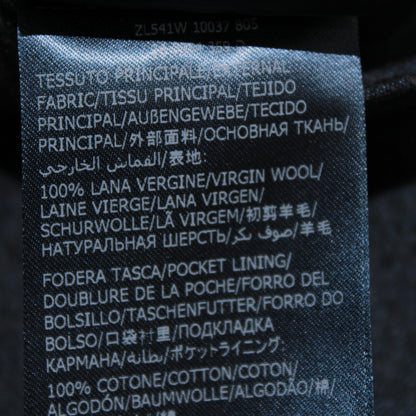 ZL541W 10037 805
TESSUTO PRINCIPALE/EXTERNAL
FABRIC/TISSU PRINCIPAL/TEJIDO
PRINCIPAL/AUßENGEWEBE/TECIDO
PRINCIPAL/外部面料/ОСНОВНАЯ ТКАНЬ/
القماش الخارجي/表地:
100% LANA VERGINE/VIRGIN WOOL/
LAINE VIERGE/LANA VIRGEN/
SCHURWOLLE/LÃ VIRGEM/初剪羊毛/
НАТУРАЛЬНАЯ ШЕРСТЬ/صوف بكر/羊毛
FODERA TASCA/POCKET LINING/
DOUBLURE DE LA POCHE/FORRO DEL
BOLSILLO/TASCHENFUTTER/FORRO DO
BOLSO/口袋衬里/ПОДКЛАДКА
КАРМАНА/بطانة/ポケットライニング:
100% COTONE/COTTON/COTON/
ALGODÓN/BAUMWOLLE/ALGODÃO/棉/